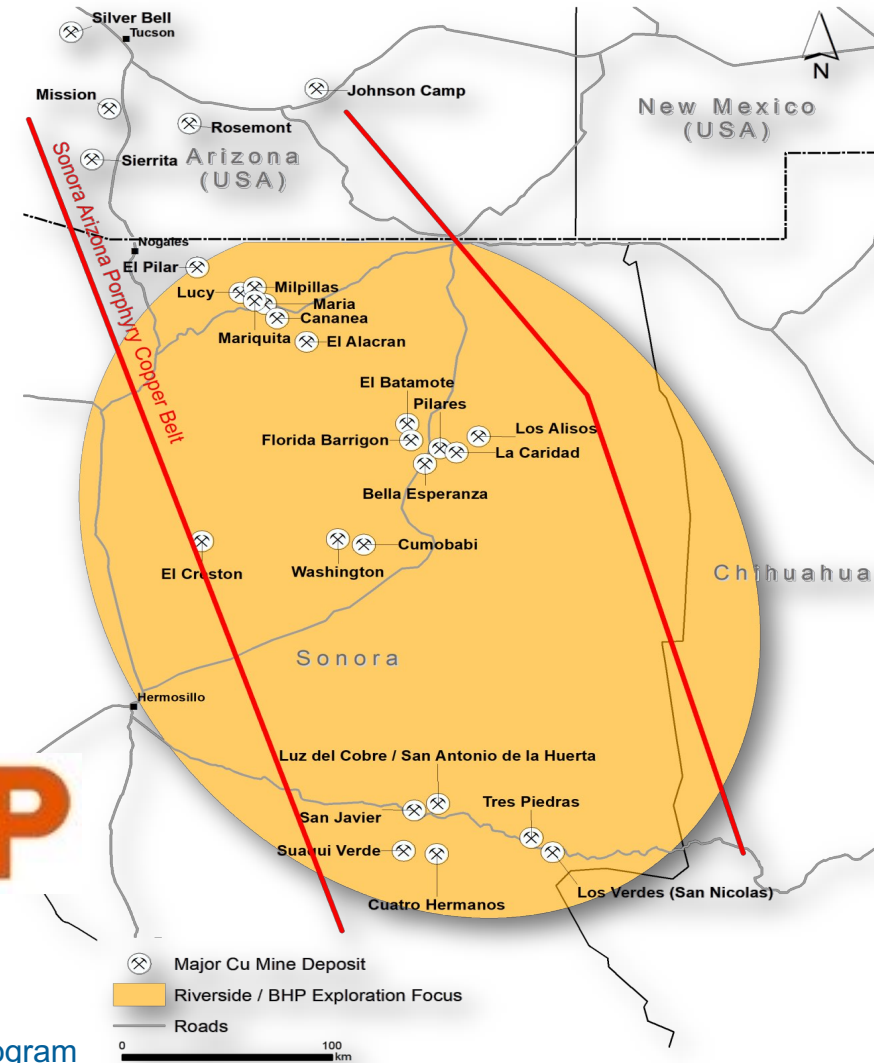 Silver Bell
Tucson
Mission
Johnson Camp
Rosemont
New Mexico
(USA)
N
Sierrita
Arizona
(USA)
Sonora Arizona Porphyry Copper Belt
Nogales
El Pilar
Lucy
Milpillas
Maria
Cananea
Mariquita
El Alacran
El Batamote
Pilares
Los Alisos
Florida Barrigon
La Caridad
Bella Esperanza
El Creston
Washington
Cumobabi
Chihuahua
Sonora
Hermosillo
Luz del Cobre / San Antonio de la Huerta
San Javier
Tres Piedras
Suaqui Verde
Cuatro Hermanos
Los Verdes (San Nicolas)
P
Major Cu Mine Deposit
Riverside / BHP Exploration Focus
Roads
0 100
km
ogram